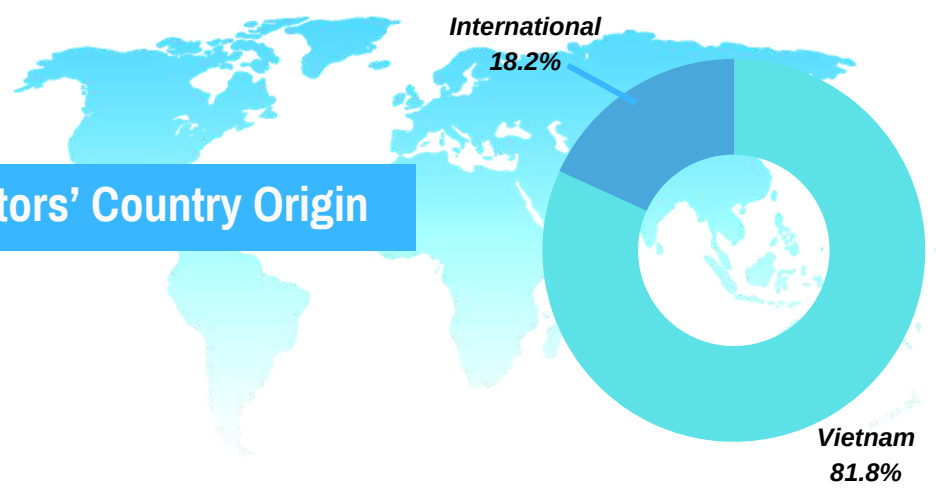 International
18.2%
tors’ Country Origin
Vietnam
81.8%